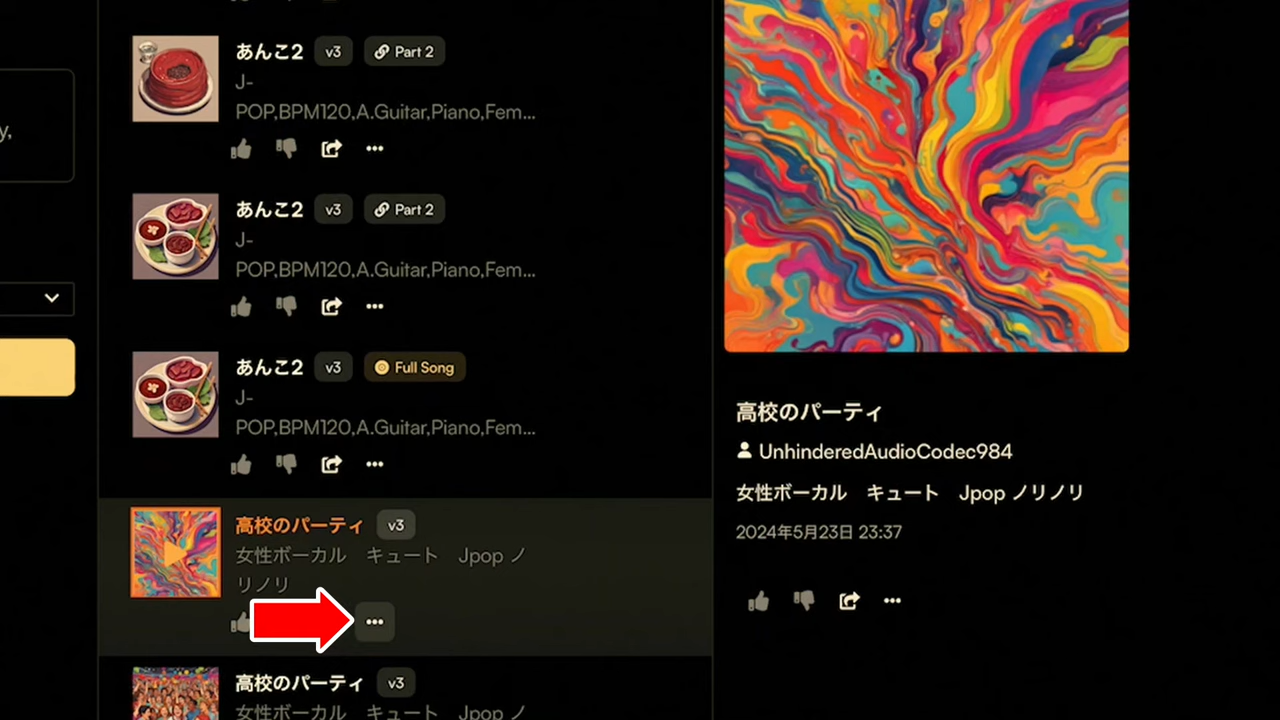 y,
あんこ2 v3 Part 2
J-
POP,BPM120,A.Guitar,Piano,Fem...
あんこ2 v3 Part 2
J-
POP,BPM120,A.Guitar,Piano,Fem...
あんこ2 v3 Full Song
J-
POP,BPM120,A.Guitar,Piano,Fem...
高校のパーティ v3
女性ボーカル　キュート　Jpop ノ
リノリ
高校のパーティ v3
女性ボーカル　キュート　Jpop ノ
高校のパーティ
UnhinderedAudioCodec984
女性ボーカル　キュート　Jpop ノリノリ
2024年5月23日 23:37